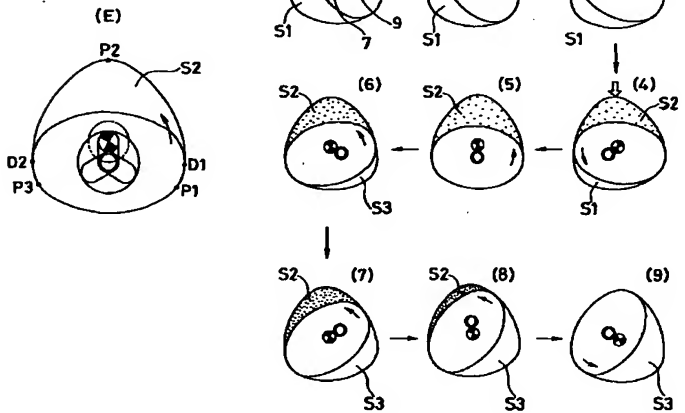 (E)
P2
S2
D2
D1
P3
P1
S1
7
9
S1
S1
(6)
S2
S3
(5)
S2
(4)
S2
S1
(7)
S2
S3
(8)
S2
S3
(9)
S3